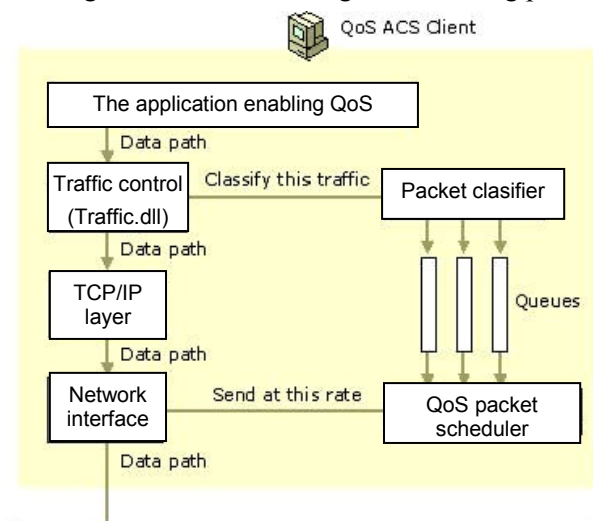 QoS ACS Client
The application enabling QoS
Data path
Traffic control
(Traffic.dll)
Classify this traffic
Packet clasifier
Data path
TCP/IP
layer
Queues
Data path
Network
interface
Send at this rate
QoS packet
scheduler
Data path